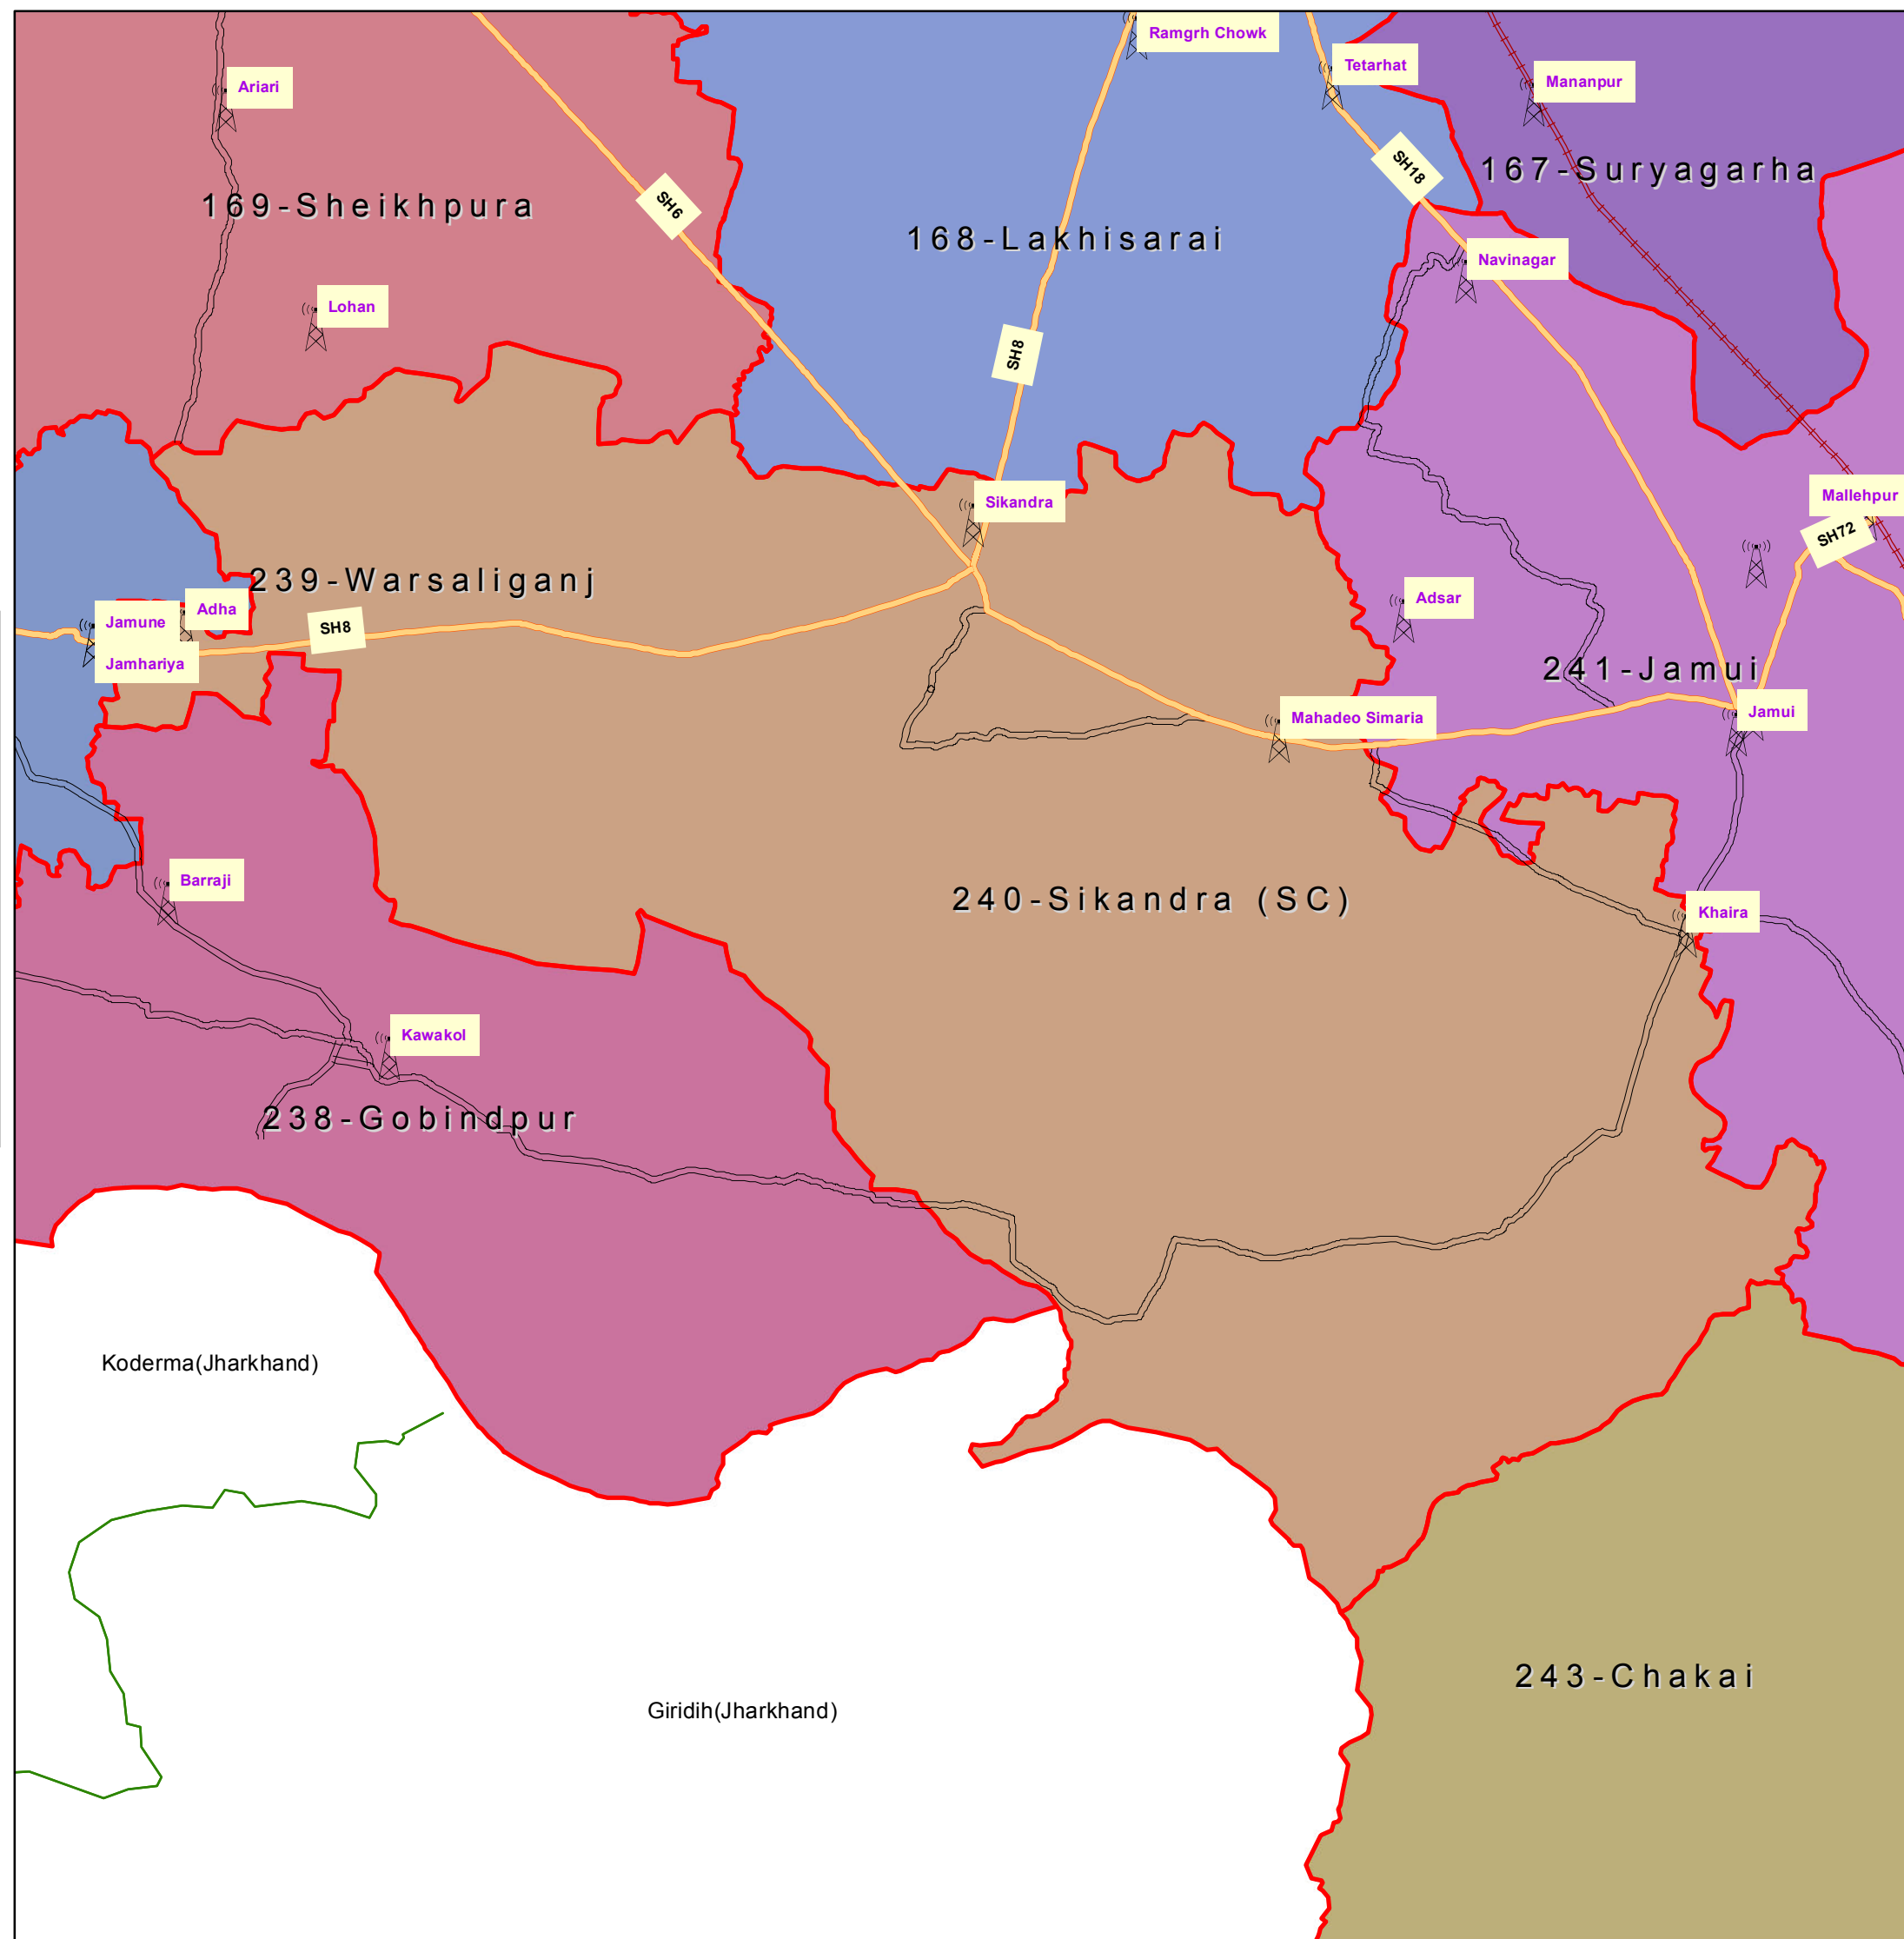 Ramgrh Chowk
Tetarhat
Ariari
Mananpur
SH18
167-Suryagarha
169-Sheikhpura
SH6
168-Lakhisarai
Navinagar
Lohan
SH8
Mallehpur
Sikandra
SH72
239-Warsaliganj
Adsar
Adha
Jamune
SH8
Jamhariya
241-Jamui
Mahadeo Simaria
Jamui
Barraji
240-Sikandra (SC)
Khaira
Kawakol
238-Gobindpur
Koderma(Jharkhand)
243-Chakai
Giridih(Jharkhand)